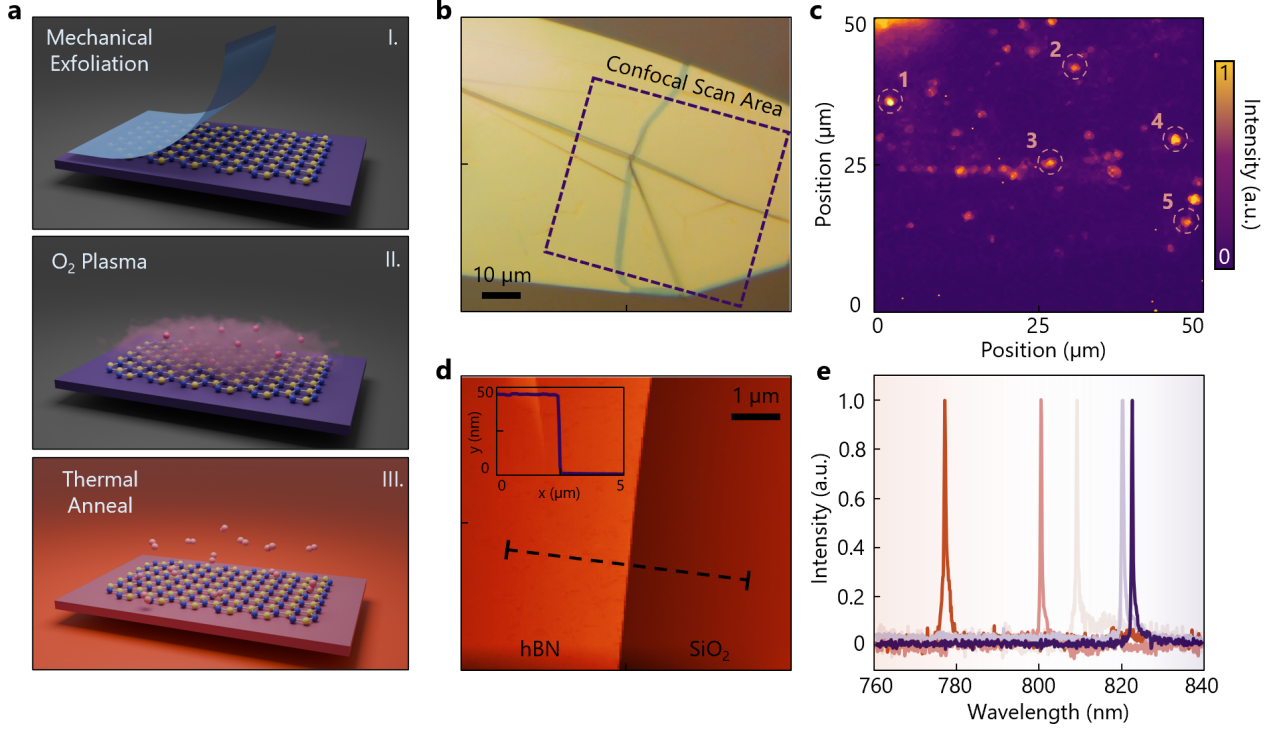 a
Mechanical
Exfoliation
I.
O₂ Plasma
II.
Thermal
Anneal
III.
b
Confocal Scan Area
10 μm
c
50
25
0
0
25
50
Position (μm)
Position (μm)
1
2
3
4
5
1
0
Intensity (a.u.)
d
50
0
y (nm)
0
5
x (μm)
1 μm
hBN
SiO₂
e
1.0
0.8
0.6
0.4
0.2
0
Intensity (a.u.)
760
780
800
820
840
Wavelength (nm)